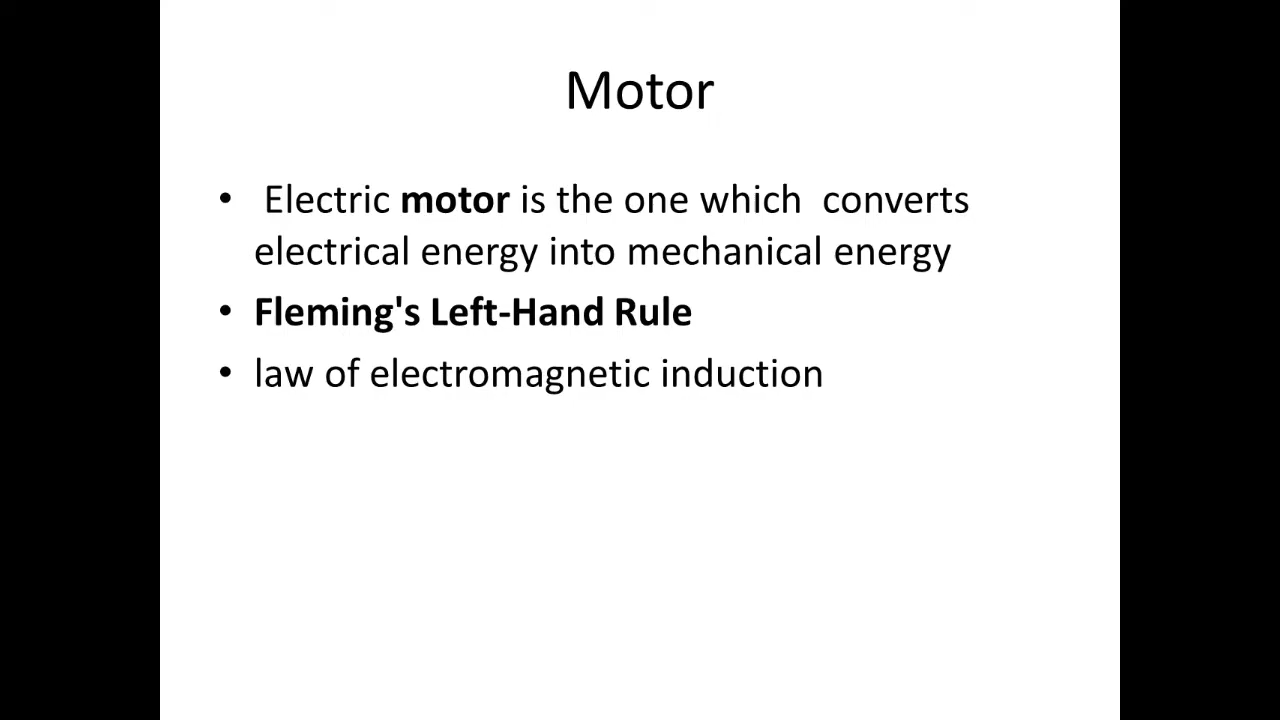 Motor
• Electric motor is the one which converts
electrical energy into mechanical energy
• Fleming's Left-Hand Rule
• law of electromagnetic induction